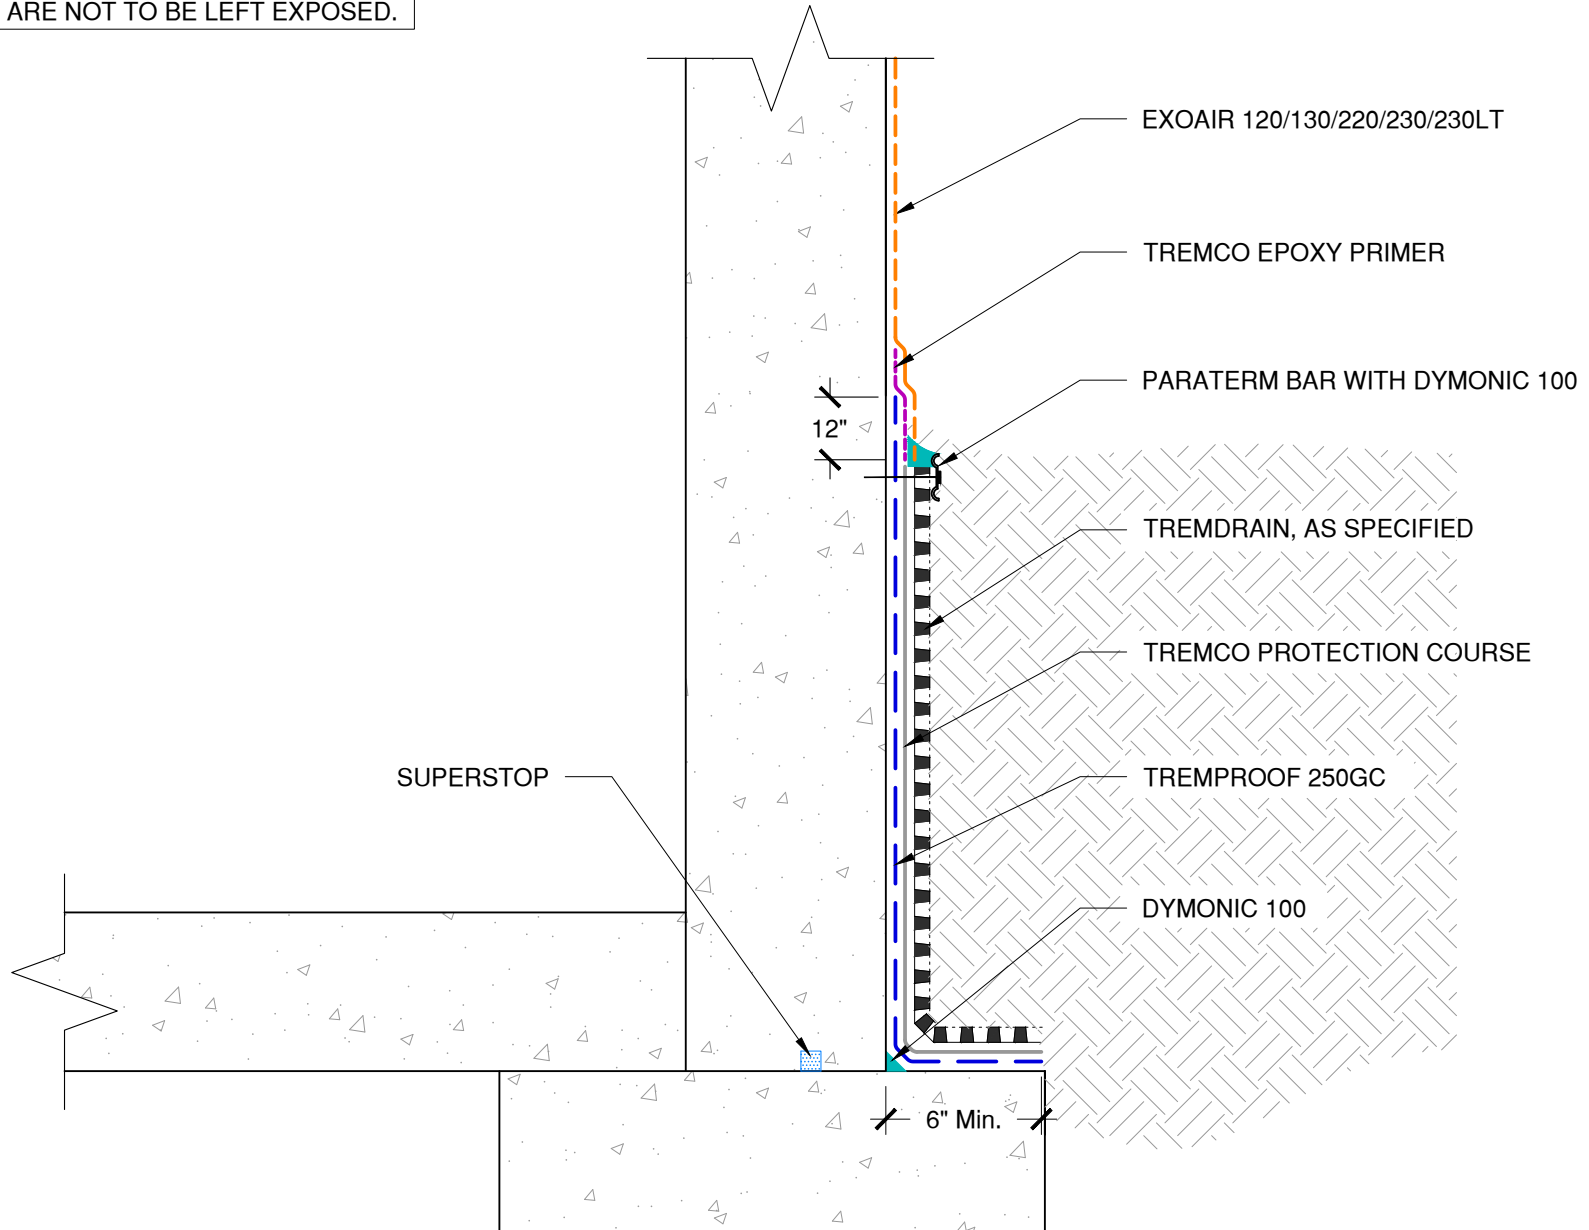 ARE NOT TO BE LEFT EXPOSED.
EXOAIR 120/130/220/230/230LT
TREMCO EPOXY PRIMER
PARATERM BAR WITH DYMONIC 100
12"
TREMDRAIN, AS SPECIFIED
TREMCO PROTECTION COURSE
SUPERSTOP
TREMPROOF 250GC
DYMONIC 100
6" Min.